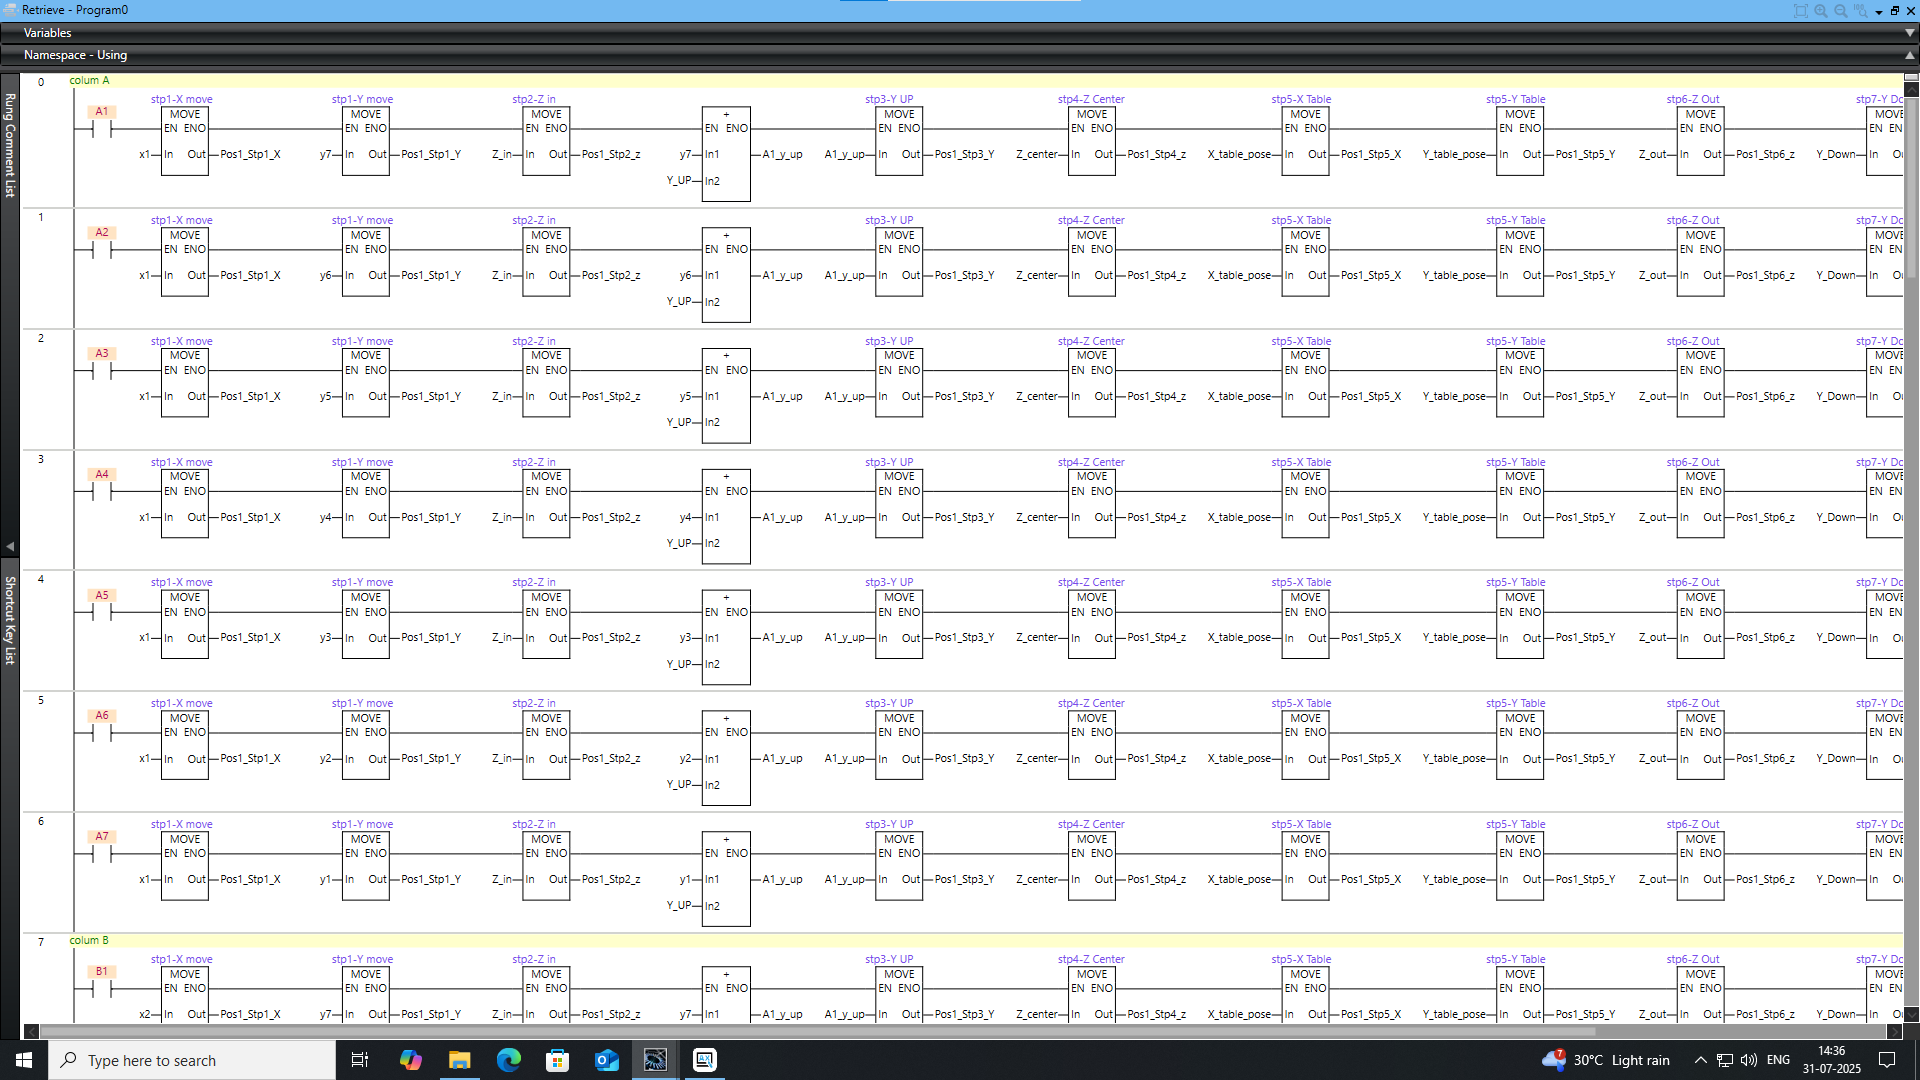 Retrieve - Program0
Variables
Namespace - Using
Rung Comment List
Shortcut Key List
0 colum A
stp1-X move stp1-Y move stp2-Z in stp3-Y UP stp4-Z Center stp5-X Table stp5-Y Table stp6-Z Out stp7-Y Do
A1 MOVE MOVE MOVE + MOVE MOVE MOVE MOVE MOVE MOVE
EN ENO EN ENO EN ENO EN ENO EN ENO EN ENO EN ENO EN ENO EN ENO EN EN
x1 In Out Pos1_Stp1_X y7 In Out Pos1_Stp1_Y Z_in In Out Pos1_Stp2_z y7 In1 A1_y_up A1_y_up In Out Pos1_Stp3_Y Z_center In Out Pos1_Stp4_z X_table_pose In Out Pos1_Stp5_X Y_table_pose In Out Pos1_Stp5_Y Z_out In Out Pos1_Stp6_z Y_Down In Ou
Y_UP In2
1
stp1-X move stp1-Y move stp2-Z in stp3-Y UP stp4-Z Center stp5-X Table stp5-Y Table stp6-Z Out stp7-Y Do
A2 MOVE MOVE MOVE + MOVE MOVE MOVE MOVE MOVE MOVE
EN ENO EN ENO EN ENO EN ENO EN ENO EN ENO EN ENO EN ENO EN ENO EN EN
x1 In Out Pos1_Stp1_X y6 In Out Pos1_Stp1_Y Z_in In Out Pos1_Stp2_z y6 In1 A1_y_up A1_y_up In Out Pos1_Stp3_Y Z_center In Out Pos1_Stp4_z X_table_pose In Out Pos1_Stp5_X Y_table_pose In Out Pos1_Stp5_Y Z_out In Out Pos1_Stp6_z Y_Down In Ou
Y_UP In2
2
stp1-X move stp1-Y move stp2-Z in stp3-Y UP stp4-Z Center stp5-X Table stp5-Y Table stp6-Z Out stp7-Y Do
A3 MOVE MOVE MOVE + MOVE MOVE MOVE MOVE MOVE MOVE
EN ENO EN ENO EN ENO EN ENO EN ENO EN ENO EN ENO EN ENO EN ENO EN EN
x1 In Out Pos1_Stp1_X y5 In Out Pos1_Stp1_Y Z_in In Out Pos1_Stp2_z y5 In1 A1_y_up A1_y_up In Out Pos1_Stp3_Y Z_center In Out Pos1_Stp4_z X_table_pose In Out Pos1_Stp5_X Y_table_pose In Out Pos1_Stp5_Y Z_out In Out Pos1_Stp6_z Y_Down In Ou
Y_UP In2
3
stp1-X move stp1-Y move stp2-Z in stp3-Y UP stp4-Z Center stp5-X Table stp5-Y Table stp6-Z Out stp7-Y Do
A4 MOVE MOVE MOVE + MOVE MOVE MOVE MOVE MOVE MOVE
EN ENO EN ENO EN ENO EN ENO EN ENO EN ENO EN ENO EN ENO EN ENO EN EN
x1 In Out Pos1_Stp1_X y4 In Out Pos1_Stp1_Y Z_in In Out Pos1_Stp2_z y4 In1 A1_y_up A1_y_up In Out Pos1_Stp3_Y Z_center In Out Pos1_Stp4_z X_table_pose In Out Pos1_Stp5_X Y_table_pose In Out Pos1_Stp5_Y Z_out In Out Pos1_Stp6_z Y_Down In Ou
Y_UP In2
4
stp1-X move stp1-Y move stp2-Z in stp3-Y UP stp4-Z Center stp5-X Table stp5-Y Table stp6-Z Out stp7-Y Do
A5 MOVE MOVE MOVE + MOVE MOVE MOVE MOVE MOVE MOVE
EN ENO EN ENO EN ENO EN ENO EN ENO EN ENO EN ENO EN ENO EN ENO EN EN
x1 In Out Pos1_Stp1_X y3 In Out Pos1_Stp1_Y Z_in In Out Pos1_Stp2_z y3 In1 A1_y_up A1_y_up In Out Pos1_Stp3_Y Z_center In Out Pos1_Stp4_z X_table_pose In Out Pos1_Stp5_X Y_table_pose In Out Pos1_Stp5_Y Z_out In Out Pos1_Stp6_z Y_Down In Ou
Y_UP In2
5
stp1-X move stp1-Y move stp2-Z in stp3-Y UP stp4-Z Center stp5-X Table stp5-Y Table stp6-Z Out stp7-Y Do
A6 MOVE MOVE MOVE + MOVE MOVE MOVE MOVE MOVE MOVE
EN ENO EN ENO EN ENO EN ENO EN ENO EN ENO EN ENO EN ENO EN ENO EN EN
x1 In Out Pos1_Stp1_X y2 In Out Pos1_Stp1_Y Z_in In Out Pos1_Stp2_z y2 In1 A1_y_up A1_y_up In Out Pos1_Stp3_Y Z_center In Out Pos1_Stp4_z X_table_pose In Out Pos1_Stp5_X Y_table_pose In Out Pos1_Stp5_Y Z_out In Out Pos1_Stp6_z Y_Down In Ou
Y_UP In2
6
stp1-X move stp1-Y move stp2-Z in stp3-Y UP stp4-Z Center stp5-X Table stp5-Y Table stp6-Z Out stp7-Y Do
A7 MOVE MOVE MOVE + MOVE MOVE MOVE MOVE MOVE MOVE
EN ENO EN ENO EN ENO EN ENO EN ENO EN ENO EN ENO EN ENO EN ENO EN EN
x1 In Out Pos1_Stp1_X y1 In Out Pos1_Stp1_Y Z_in In Out Pos1_Stp2_z y1 In1 A1_y_up A1_y_up In Out Pos1_Stp3_Y Z_center In Out Pos1_Stp4_z X_table_pose In Out Pos1_Stp5_X Y_table_pose In Out Pos1_Stp5_Y Z_out In Out Pos1_Stp6_z Y_Down In Ou
Y_UP In2
7 colum B
stp1-X move stp1-Y move stp2-Z in stp3-Y UP stp4-Z Center stp5-X Table stp5-Y Table stp6-Z Out stp7-Y Do
B1 MOVE MOVE MOVE + MOVE MOVE MOVE MOVE MOVE MOVE
EN ENO EN ENO EN ENO EN ENO EN ENO EN ENO EN ENO EN ENO EN ENO EN EN
x2 In Out Pos1_Stp1_X y7 In Out Pos1_Stp1_Y Z_in In Out Pos1_Stp2_z y7 In1 A1_y_up A1_y_up In Out Pos1_Stp3_Y Z_center In Out Pos1_Stp4_z X_table_pose In Out Pos1_Stp5_X Y_table_pose In Out Pos1_Stp5_Y Z_out In Out Pos1_Stp6_z Y_Down In Ou
Type here to search
7 30°C Light rain ENG 14:36
31-07-2025